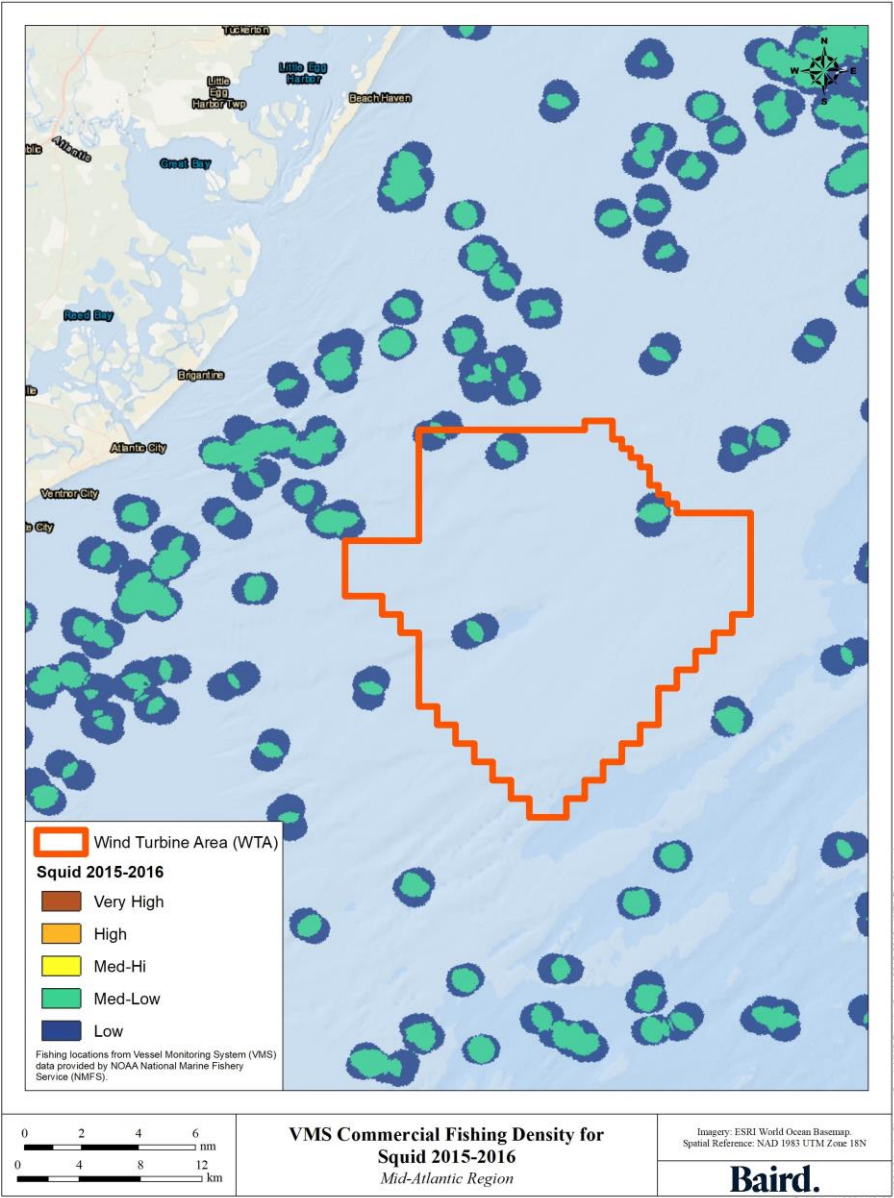 Tuckerton
Little Egg
Harbor
Little
Egg
Harbor Twp
Beach Haven
N
W E
S
blic
Atlantic
Great Bay
Reed Bay
Brigantine
lle
Atlantic City
Ventnor City
e City
Wind Turbine Area (WTA)
Squid 2015-2016
Very High
High
Med-Hi
Med-Low
Low
Fishing locations from Vessel Monitoring System (VMS)
data provided by NOAA National Marine Fishery
Service (NMFS).
0 2 4 6
nm
0 4 8 12
km
VMS Commercial Fishing Density for
Squid 2015-2016
Mid-Atlantic Region
Imagery: ESRI World Ocean Basemap.
Spatial Reference: NAD 1983 UTM Zone 18N
Baird.